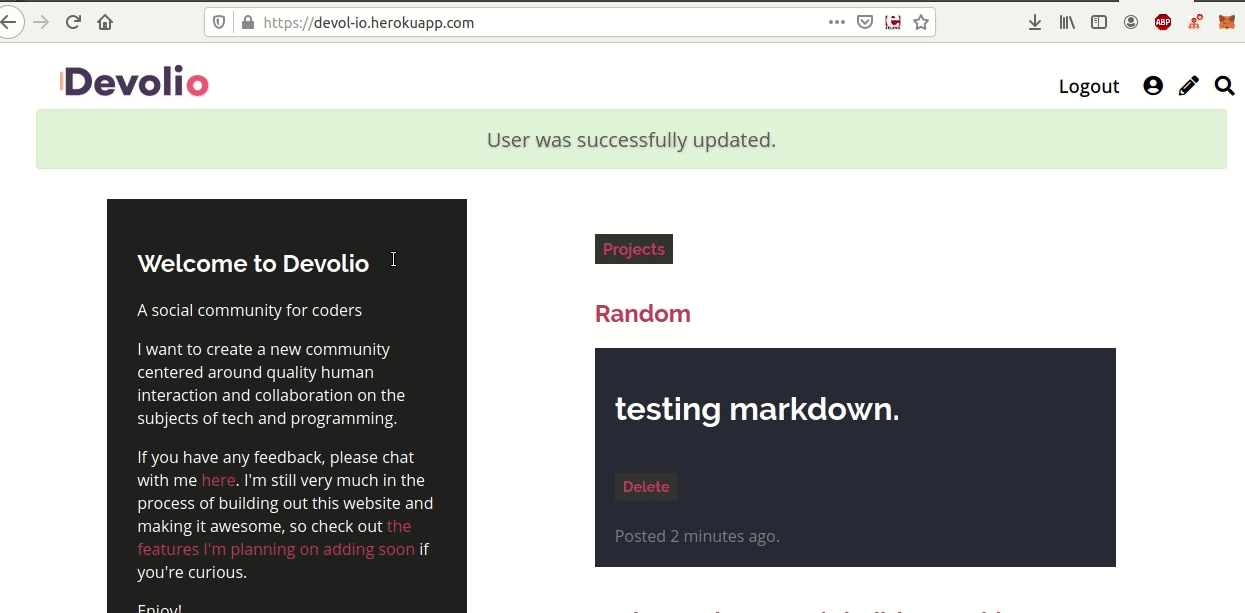 https://devol-io.herokuapp.com
ABP
Devolio
Logout
User was successfully updated.
Welcome to Devolio
A social community for coders
I want to create a new community
centered around quality human
interaction and collaboration on the
subjects of tech and programming.
If you have any feedback, please chat
with me here. I'm still very much in the
process of building out this website and
making it awesome, so check out the
features I'm planning on adding soon if
you're curious.
Enjoy!
Projects
Random
testing markdown.
Delete
Posted 2 minutes ago.